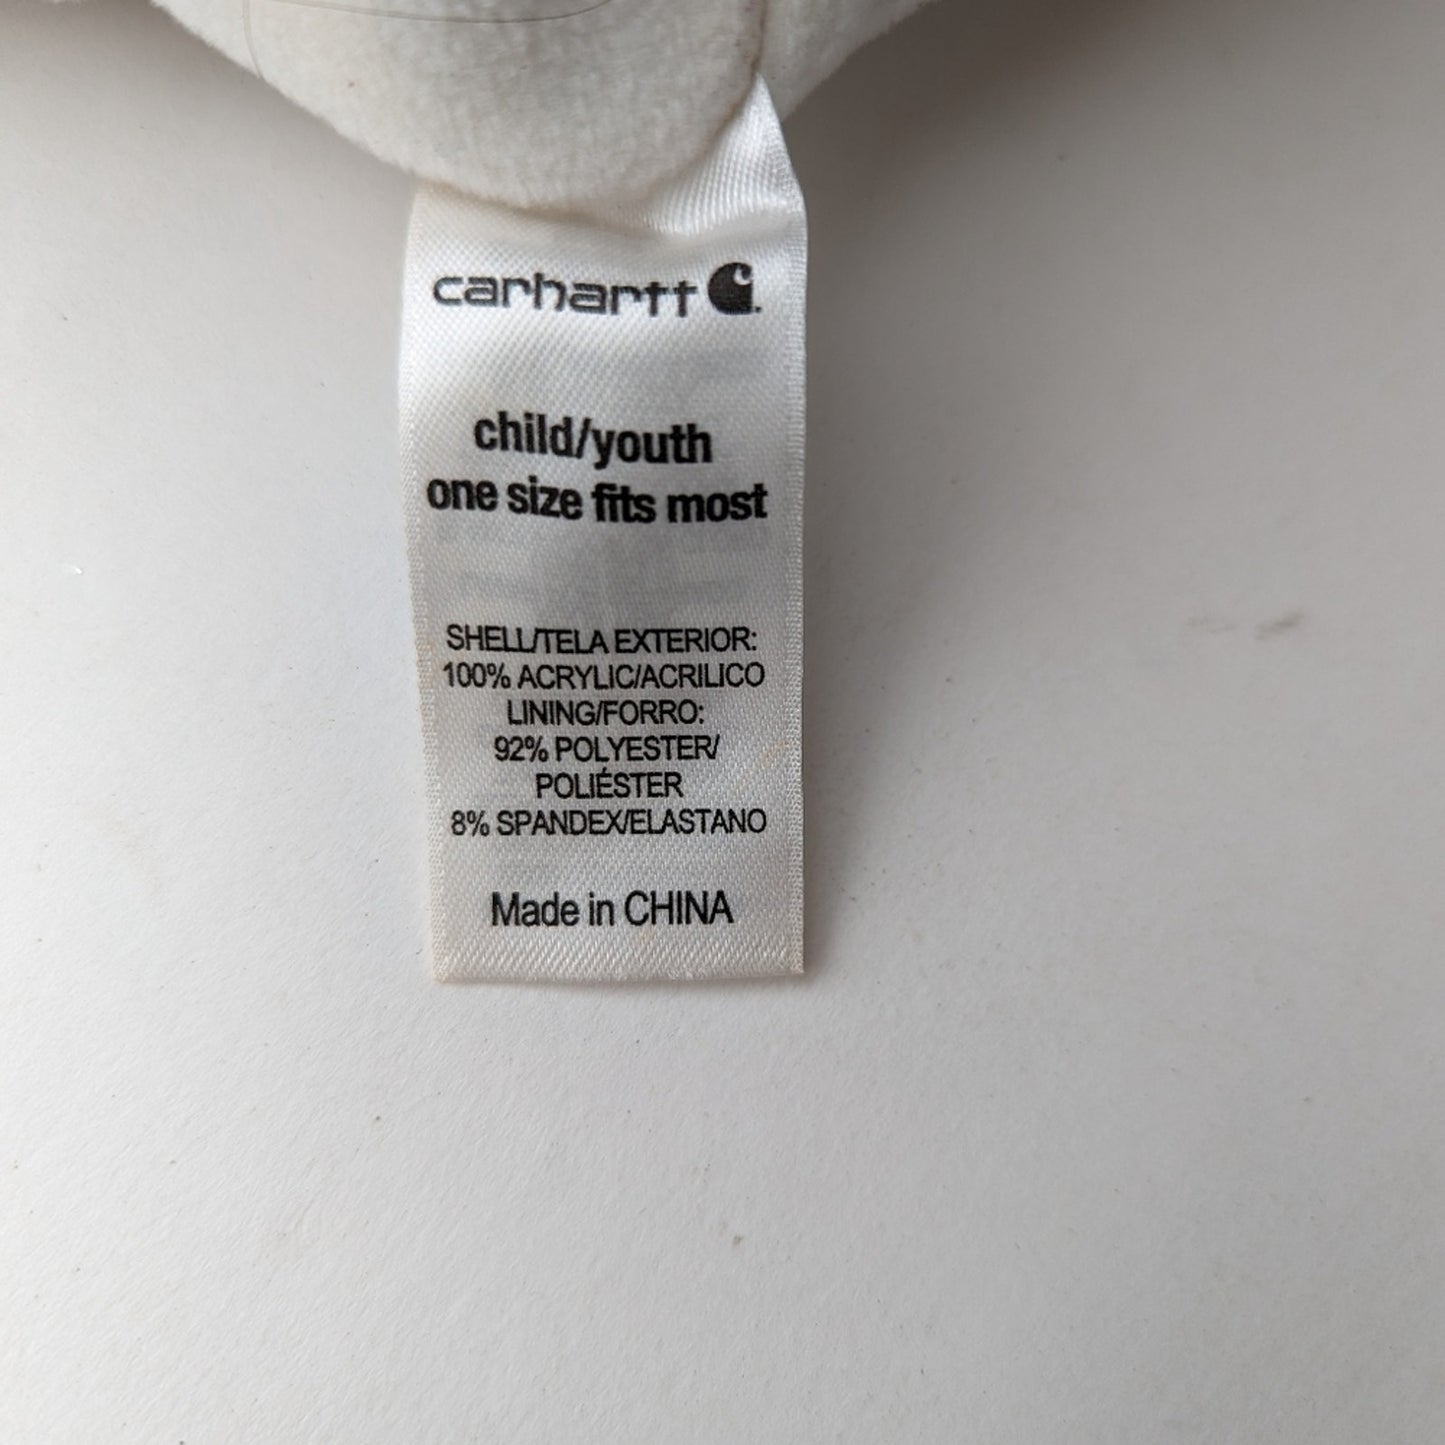 carhartt
child/youth
one size fits most
SHELL/TELA EXTERIOR:
100% ACRYLIC/ACRILICO
LINING/FORRO:
92% POLYESTER/
POLIÉSTER
8% SPANDEX/ELASTANO
Made in CHINA